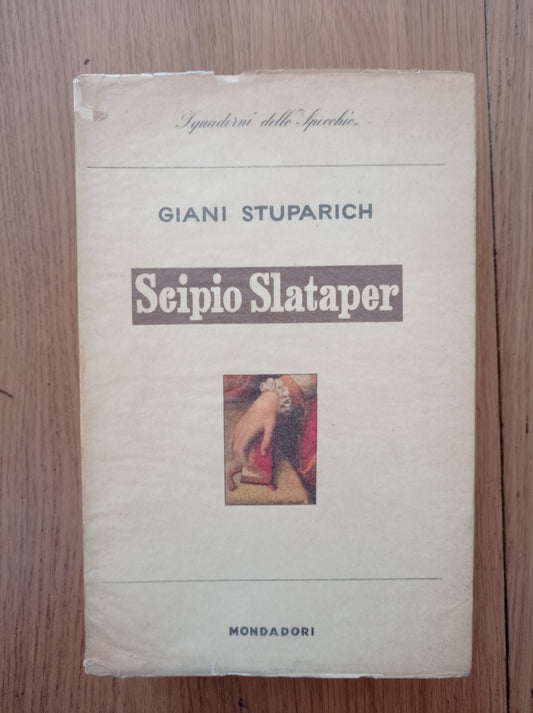 I quaderni dello "Specchio"
GIANI STUPARICH
Scipio Slataper
MONDADORI